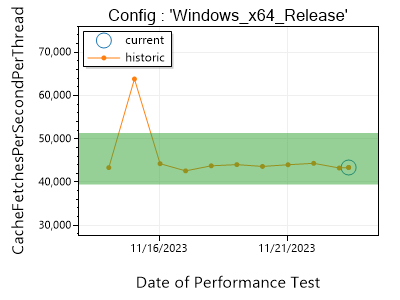 Config : 'Windows_x64_Release'
CacheFetchesPerSecondPerThread
current
historic
70,000
60,000
50,000
40,000
30,000
11/16/2023
11/21/2023
Date of Performance Test